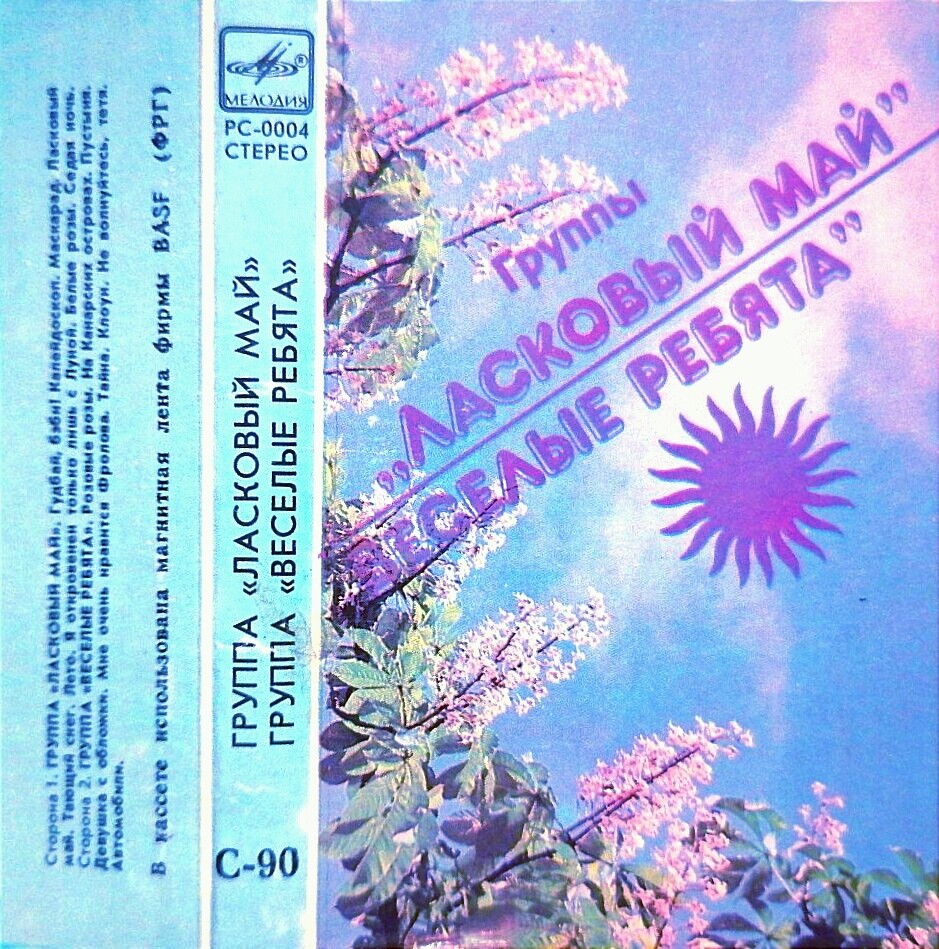 Сторона 1. ГРУППА «ЛАСКОВЫЙ МАЙ». Гудбай, бэби! Калейдоскоп. Маскарад. Ласковый
май. Тающий снег. Лето. Я откровенен только лишь с Луной. Белые розы. Седая ночь.
Сторона 2. ГРУППА «ВЕСЕЛЫЕ РЕБЯТА». Розовые розы. На Канарских островах. Пустыня.
Девушка с обложки. Мне очень нравится Фролова. Тайна. Клоун. Не волнуйтесь, тетя.
Автомобили.
В кассете использована магнитная лента фирмы BASF (ФРГ)
МЕЛОДИЯ
РС-0004
СТЕРЕО
ГРУППА «ЛАСКОВЫЙ МАЙ»
ГРУППА «ВЕСЕЛЫЕ РЕБЯТА»
С-90
Группы
„ЛАСКОВЫЙ МАЙ”
„ВЕСЕЛЫЕ РЕБЯТА”